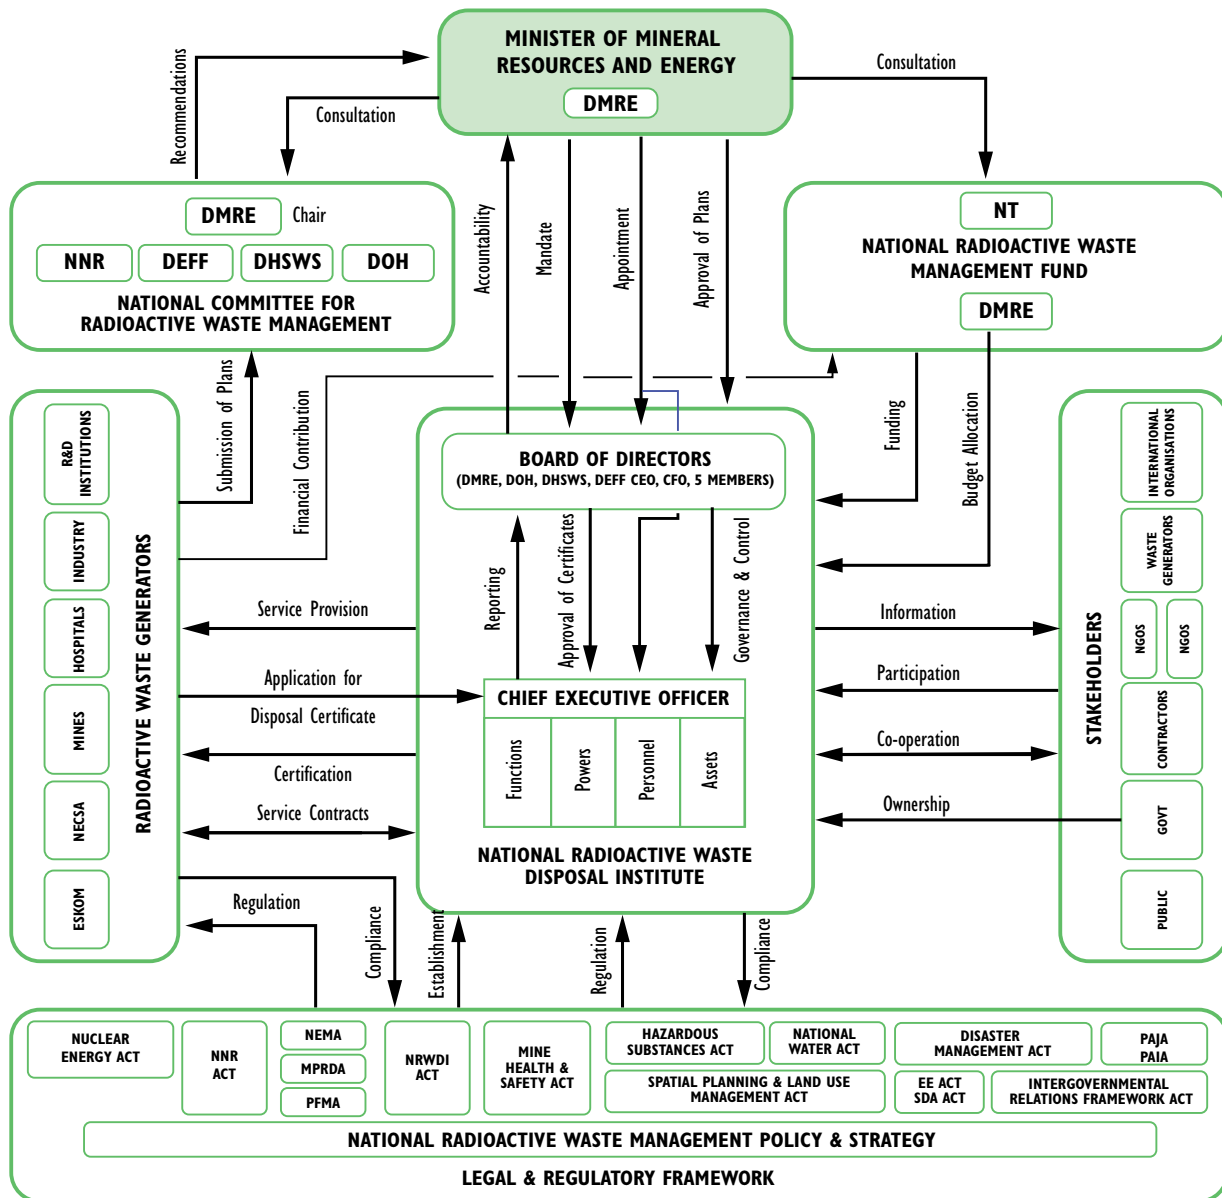 MINISTER OF MINERAL
RESOURCES AND ENERGY
DMRE
Recommendations
Consultation
Consultation
DMRE
Chair
NNR
DEFF
DHSWS
DOH
NATIONAL COMMITTEE FOR
RADIOACTIVE WASTE MANAGEMENT
Accountability
Mandate
Appointment
Approval of Plans
NT
NATIONAL RADIOACTIVE WASTE
MANAGEMENT FUND
DMRE
Submission of Plans
Financial Contribution
Funding
Budget Allocation
R&D
INSTITUTIONS
INDUSTRY
HOSPITALS
MINES
NECSA
ESKOM
RADIOACTIVE WASTE GENERATORS
Service Provision
Application for
Disposal Certificate
Certification
Service Contracts
Regulation
Compliance
BOARD OF DIRECTORS
(DMRE, DOH, DHSWS, DEFF CEO, CFO, 5 MEMBERS)
Reporting
Approval of Certificates
Governance & Control
CHIEF EXECUTIVE OFFICER
Functions
Powers
Personnel
Assets
NATIONAL RADIOACTIVE WASTE
DISPOSAL INSTITUTE
Information
Participation
Co-operation
Ownership
STAKEHOLDERS
INTERNATIONAL
ORGANISATIONS
WASTE
GENERATORS
NGOS
NGOS
CONTRACTORS
GOVT
PUBLIC
Establishment
Regulation
Compliance
NUCLEAR
ENERGY ACT
NNR
ACT
NEMA
MPRDA
PFMA
NRWDI
ACT
MINE
HEALTH &
SAFETY ACT
HAZARDOUS
SUBSTANCES ACT
NATIONAL
WATER ACT
DISASTER
MANAGEMENT ACT
PAJA
PAIA
SPATIAL PLANNING & LAND USE
MANAGEMENT ACT
EE ACT
SDA ACT
INTERGOVERNMENTAL
RELATIONS FRAMEWORK ACT
NATIONAL RADIOACTIVE WASTE MANAGEMENT POLICY & STRATEGY
LEGAL & REGULATORY FRAMEWORK